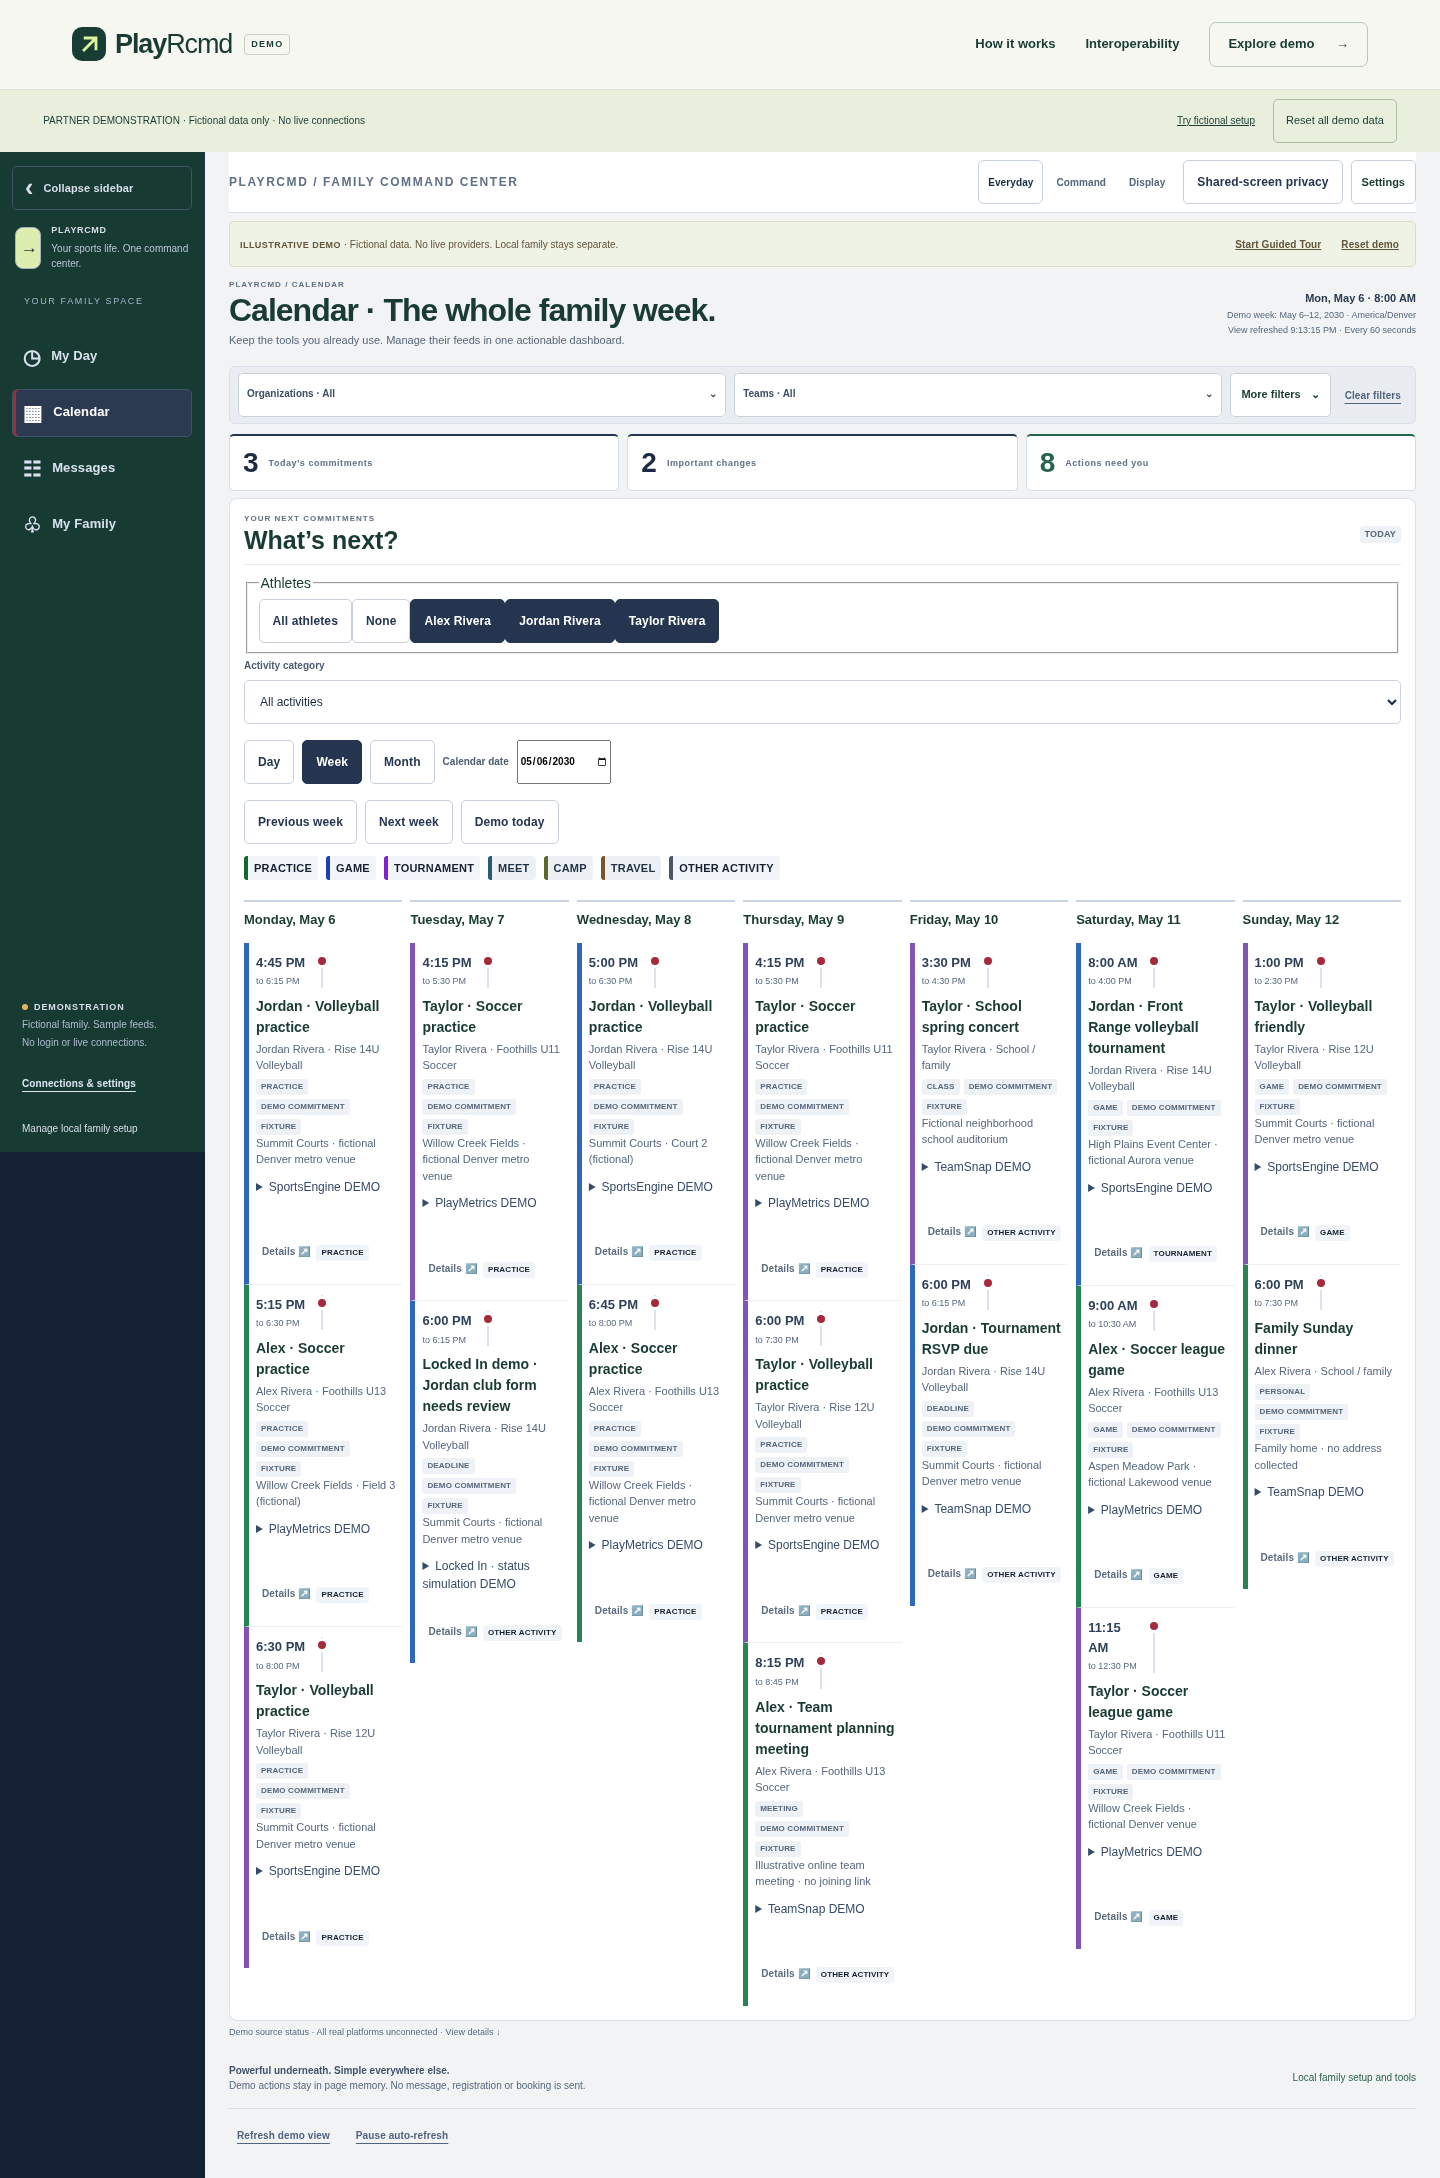 PlayRcmd
DEMO
How it works
Interoperability
Explore demo →
PARTNER DEMONSTRATION · Fictional data only · No live connections
Try fictional setup
Reset all demo data
‹ Collapse sidebar
→
PLAYRCMD
Your sports life. One command
center.
YOUR FAMILY SPACE
My Day
Calendar
Messages
My Family
DEMONSTRATION
Fictional family. Sample feeds.
No login or live connections.
Connections & settings
Manage local family setup
PLAYRCMD / FAMILY COMMAND CENTER
Everyday
Command
Display
Shared-screen privacy
Settings
ILLUSTRATIVE DEMO · Fictional data. No live providers. Local family stays separate.
Start Guided Tour
Reset demo
PLAYRCMD / CALENDAR
Calendar · The whole family week.
Keep the tools you already use. Manage their feeds in one actionable dashboard.
Mon, May 6 · 8:00 AM
Demo week: May 6–12, 2030 · America/Denver
View refreshed 9:13:15 PM · Every 60 seconds
Organizations · All
Teams · All
More filters
Clear filters
3 Today's commitments
2 Important changes
8 Actions need you
YOUR NEXT COMMITMENTS
What’s next?
TODAY
Athletes
All athletes
None
Alex Rivera
Jordan Rivera
Taylor Rivera
Activity category
All activities
Day
Week
Month
Calendar date
05/06/2030
Previous week
Next week
Demo today
PRACTICE
GAME
TOURNAMENT
MEET
CAMP
TRAVEL
OTHER ACTIVITY
Monday, May 6
4:45 PM
to 6:15 PM
Jordan · Volleyball
practice
Jordan Rivera · Rise 14U
Volleyball
PRACTICE
DEMO COMMITMENT
FIXTURE
Summit Courts · fictional
Denver metro venue
▶ SportsEngine DEMO
Details ↗ PRACTICE
5:15 PM
to 6:30 PM
Alex · Soccer
practice
Alex Rivera · Foothills U13
Soccer
PRACTICE
DEMO COMMITMENT
FIXTURE
Willow Creek Fields · Field 3
(fictional)
▶ PlayMetrics DEMO
Details ↗ PRACTICE
6:30 PM
to 8:00 PM
Taylor · Volleyball
practice
Taylor Rivera · Rise 12U
Volleyball
PRACTICE
DEMO COMMITMENT
FIXTURE
Summit Courts · fictional
Denver metro venue
▶ SportsEngine DEMO
Details ↗ PRACTICE
Tuesday, May 7
4:15 PM
to 5:30 PM
Taylor · Soccer
practice
Taylor Rivera · Foothills U11
Soccer
PRACTICE
DEMO COMMITMENT
FIXTURE
Willow Creek Fields ·
fictional Denver metro
venue
▶ PlayMetrics DEMO
Details ↗ PRACTICE
6:00 PM
to 6:15 PM
Locked In demo ·
Jordan club form
needs review
Jordan Rivera · Rise 14U
Volleyball
DEADLINE
DEMO COMMITMENT
FIXTURE
Summit Courts · fictional
Denver metro venue
▶ Locked In · status
simulation DEMO
Details ↗ OTHER ACTIVITY
Wednesday, May 8
5:00 PM
to 6:30 PM
Jordan · Volleyball
practice
Jordan Rivera · Rise 14U
Volleyball
PRACTICE
DEMO COMMITMENT
FIXTURE
Summit Courts · Court 2
(fictional)
▶ SportsEngine DEMO
Details ↗ PRACTICE
6:45 PM
to 8:00 PM
Alex · Soccer
practice
Alex Rivera · Foothills U13
Soccer
PRACTICE
DEMO COMMITMENT
FIXTURE
Willow Creek Fields ·
fictional Denver metro
venue
▶ PlayMetrics DEMO
Details ↗ PRACTICE
Thursday, May 9
4:15 PM
to 5:30 PM
Taylor · Soccer
practice
Taylor Rivera · Foothills U11
Soccer
PRACTICE
DEMO COMMITMENT
FIXTURE
Willow Creek Fields ·
fictional Denver metro
venue
▶ PlayMetrics DEMO
Details ↗ PRACTICE
6:00 PM
to 7:30 PM
Taylor · Volleyball
practice
Taylor Rivera · Rise 12U
Volleyball
PRACTICE
DEMO COMMITMENT
FIXTURE
Summit Courts · fictional
Denver metro venue
▶ SportsEngine DEMO
Details ↗ PRACTICE
8:15 PM
to 8:45 PM
Alex · Team
tournament planning
meeting
Alex Rivera · Foothills U13
Soccer
MEETING
DEMO COMMITMENT
FIXTURE
Illustrative online team
meeting · no joining link
▶ TeamSnap DEMO
Details ↗ OTHER ACTIVITY
Friday, May 10
3:30 PM
to 4:30 PM
Taylor · School
spring concert
Taylor Rivera · School /
family
CLASS DEMO COMMITMENT
FIXTURE
Fictional neighborhood
school auditorium
▶ TeamSnap DEMO
Details ↗ OTHER ACTIVITY
6:00 PM
to 6:15 PM
Jordan · Tournament
RSVP due
Jordan Rivera · Rise 14U
Volleyball
DEADLINE
DEMO COMMITMENT
FIXTURE
Summit Courts · fictional
Denver metro venue
▶ TeamSnap DEMO
Details ↗ OTHER ACTIVITY
Saturday, May 11
8:00 AM
to 4:00 PM
Jordan · Front
Range volleyball
tournament
Jordan Rivera · Rise 14U
Volleyball
GAME DEMO COMMITMENT
FIXTURE
High Plains Event Center ·
fictional Aurora venue
▶ SportsEngine DEMO
Details ↗ TOURNAMENT
9:00 AM
to 10:30 AM
Alex · Soccer league
game
Alex Rivera · Foothills U13
Soccer
GAME DEMO COMMITMENT
FIXTURE
Aspen Meadow Park ·
fictional Lakewood venue
▶ PlayMetrics DEMO
Details ↗ GAME
11:15
AM
to 12:30 PM
Taylor · Soccer
league game
Taylor Rivera · Foothills U11
Soccer
GAME DEMO COMMITMENT
FIXTURE
Willow Creek Fields ·
fictional Denver venue
▶ PlayMetrics DEMO
Details ↗ GAME
Sunday, May 12
1:00 PM
to 2:30 PM
Taylor · Volleyball
friendly
Taylor Rivera · Rise 12U
Volleyball
GAME DEMO COMMITMENT
FIXTURE
Summit Courts · fictional
Denver metro venue
▶ SportsEngine DEMO
Details ↗ GAME
6:00 PM
to 7:30 PM
Family Sunday
dinner
Alex Rivera · School / family
PERSONAL
DEMO COMMITMENT
FIXTURE
Family home · no address
collected
▶ TeamSnap DEMO
Details ↗ OTHER ACTIVITY
Demo source status · All real platforms unconnected · View details ↓
Powerful underneath. Simple everywhere else.
Demo actions stay in page memory. No message, registration or booking is sent.
Local family setup and tools
Refresh demo view
Pause auto-refresh